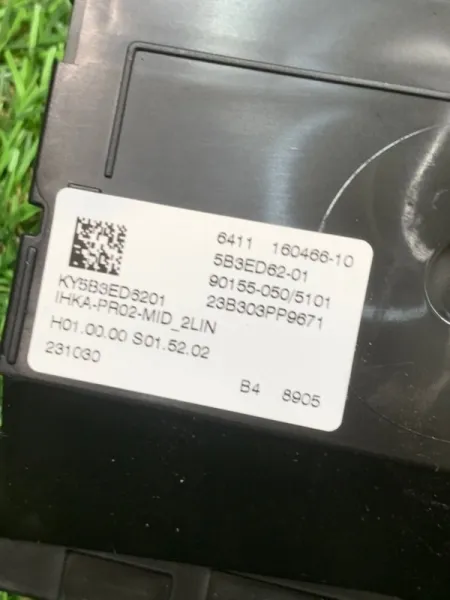 6411 160466-10
5B3ED62-01
90155-050/5101
23B303PP9671
KY5B3ED6201
IHKA-PR02-MID_2LIN
H01.00.00 S01.52.02
231030
B4 8905